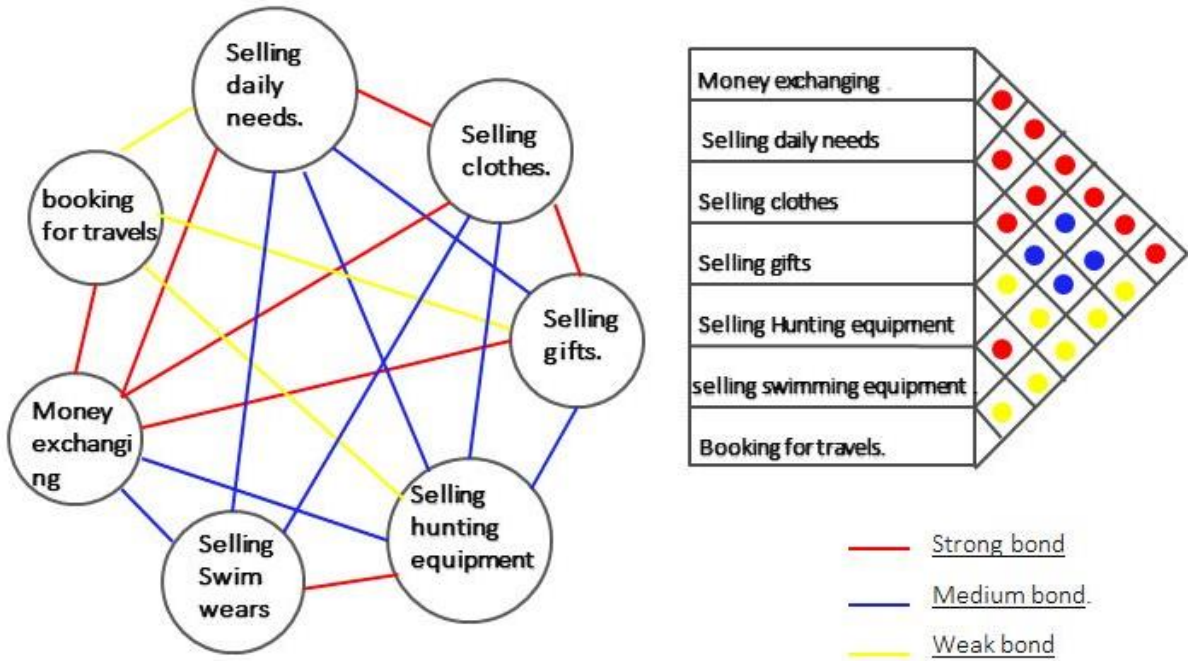 Selling
daily
needs.
Selling
clothes.
booking
for travels
Selling
gifts.
Money
exchangi
ng
Selling
hunting
equipment
Selling
Swim
wears
Money exchanging
Selling daily needs
Selling clothes
Selling gifts
Selling Hunting equipment
selling swimming equipment
Booking for travels.
Strong bond
Medium bond.
Weak bond